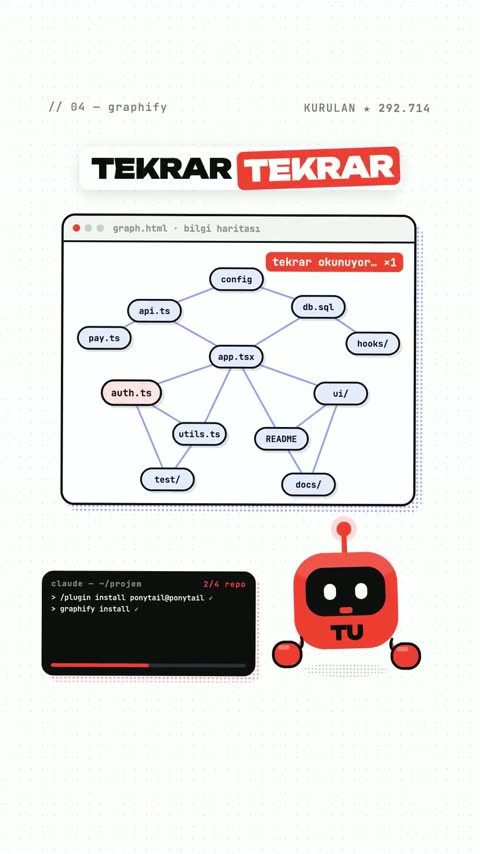 // 04 — graphify
KURULAN ★ 292.714
TEKRAR TEKRAR
graph.html · bilgi haritası
tekrar okunuyor… ×1
config
api.ts
db.sql
pay.ts
hooks/
app.tsx
auth.ts
ui/
utils.ts
README
test/
docs/
claude — ~/projem
2/4 repo
> /plugin install ponytail@ponytail ✓
> graphify install ✓
TU